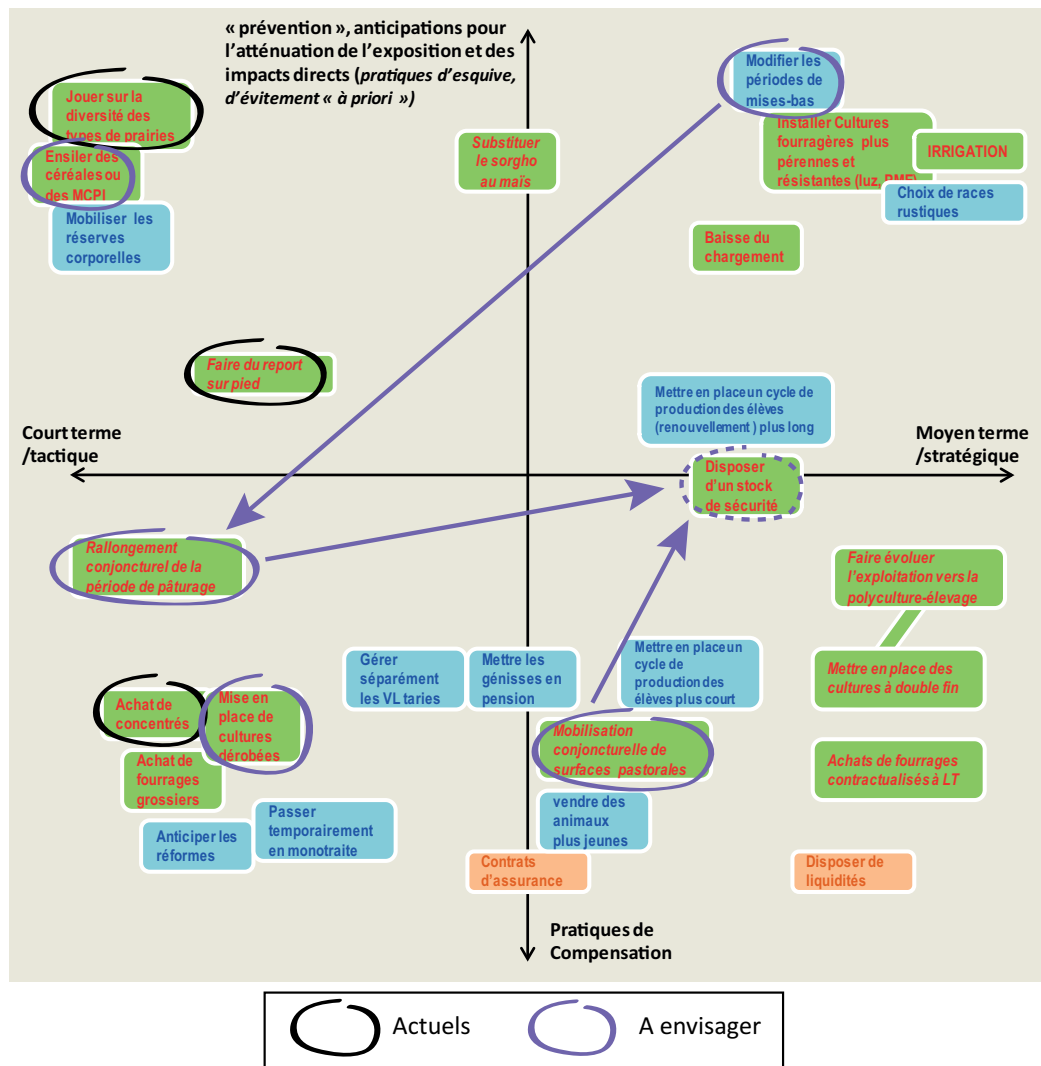 « prévention », anticipations pour
l'atténuation de l'exposition et des
impacts directs (pratiques d'esquive,
d'évitement « à priori »)
Jouer sur la
diversité des
types de prairies
Ensiler des
céréales ou
des MCPI
Mobiliser les
réserves
corporelles
Substituer
le sorgho
au maïs
Modifier les
périodes de
mises-bas
Installer Cultures
fourragères plus
pérennes et
résistantes (luz, PME)
IRRIGATION
Choix de races
rustiques
Baisse du
chargement
Faire du report
sur pied
Mettre en placeun cycle de
production des élèves
(renouvellement ) plus long
Court terme
/tactique
Moyen terme
/stratégique
Disposer
d'un stock
de sécurité
Rallongement
conjoncturel de la
période de pâturage
Faire évoluer
l'exploitation vers la
polyculture-élevage
Gérer
séparément
les VL taries
Mettre les
génisses en
pension
Mettre en placeun
cycle de
production des
élèves plus court
Mettre en place des
cultures à double fin
Achat de
concentrés
Mise en
place de
cultures
dérobées
Mobilisation
conjoncturelle de
surfaces pastorales
Achats de fourrages
contractualisés à LT
Achat de
fourrages
grossiers
Anticiper les
réformes
Passer
temporairement
en monotraite
vendre des
animaux
plus jeunes
Contrats
d'assurance
Disposer de
liquidités
Pratiques de
Compensation
Actuels
A envisager